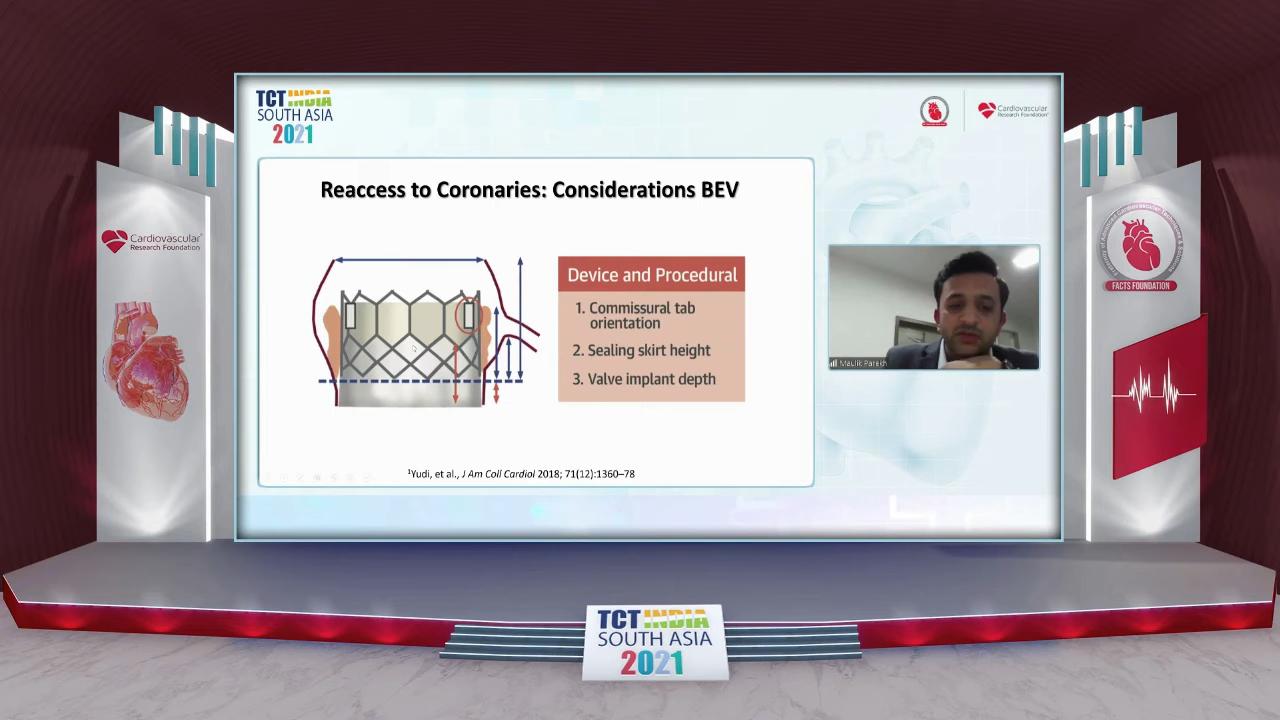 TCT INDIA
SOUTH ASIA
2021
Cardiovascular
Research Foundation
Reaccess to Coronaries: Considerations BEV
Device and Procedural
1. Commissural tab
orientation
2. Sealing skirt height
3. Valve implant depth
¹Yudi, et al., J Am Coll Cardiol 2018; 71(12):1360–78
Maulik Parekh
Cardiovascular
Research Foundation
FACTS FOUNDATION
TCT INDIA
SOUTH ASIA
2021